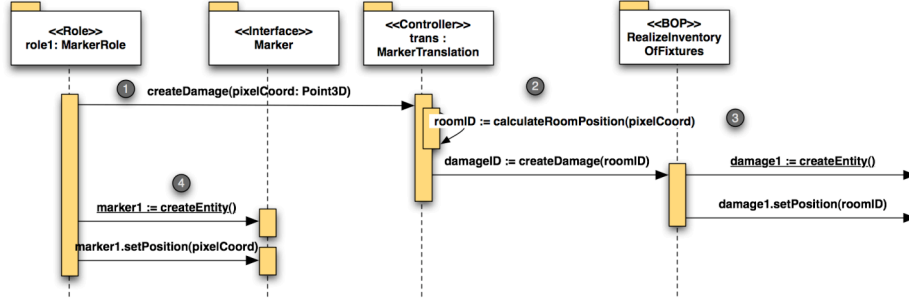 <<Role>>
role1: MarkerRole
<<Interface>>
Marker
<<Controller>>
trans :
MarkerTranslation
<<BOP>>
RealizeInventory
OfFixtures
1
createDamage(pixelCoord: Point3D)
2
roomID := calculateRoomPosition(pixelCoord)
3
damageID := createDamage(roomID)
damage1 := createEntity()
4
marker1 := createEntity()
damage1.setPosition(roomID)
marker1.setPosition(pixelCoord)